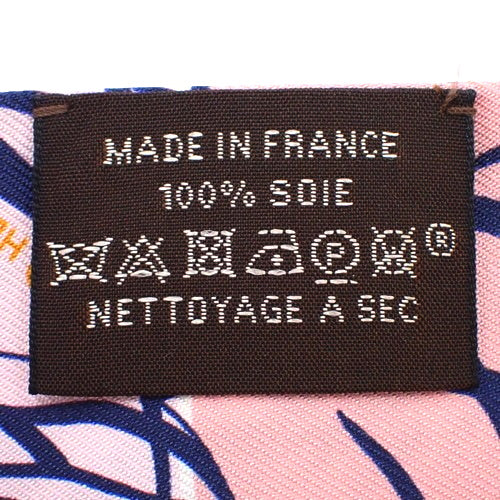 MADE IN FRANCE
100% SOIE
P ®
NETTOYAGE A SEC